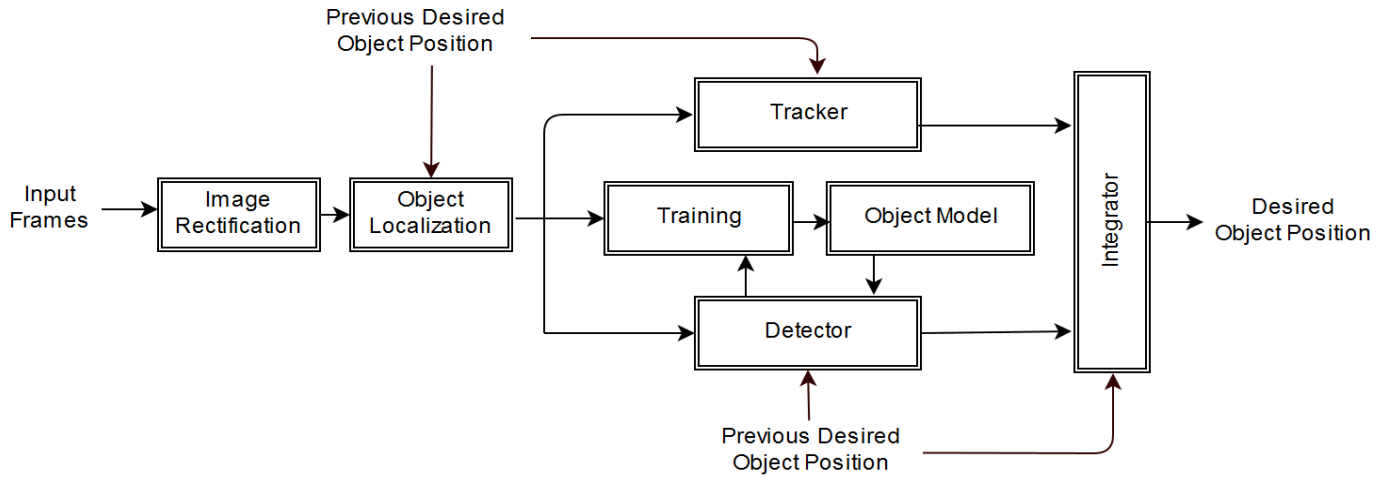 Previous Desired
Object Position
Tracker
Input
Frames
Image
Rectification
Object
Localization
Training
Object Model
Integrator
Desired
Object Position
Detector
Previous Desired
Object Position